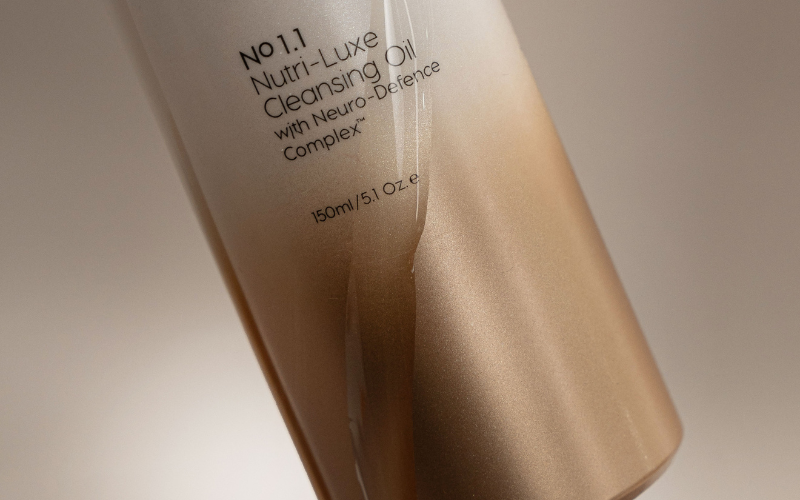 No 1.1
Nutri-Luxe
Cleansing Oil
with Neuro-Defence
Complex™
150ml/5.1 Oz. ℮